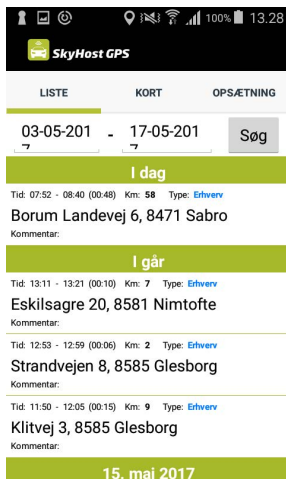 100% 13.28
SkyHost GPS
LISTE KORT OPSÆTNING
03-05-201
7
-
17-05-201
7
Søg
I dag
Tid: 07:52 - 08:40 (00:48) Km: 58 Type: Erhverv
Borum Landevej 6, 8471 Sabro
Kommentar:
I går
Tid: 13:11 - 13:21 (00:10) Km: 7 Type: Erhverv
Eskilsagre 20, 8581 Nimtofte
Kommentar:
Tid: 12:53 - 12:59 (00:06) Km: 2 Type: Erhverv
Strandvejen 8, 8585 Glesborg
Kommentar:
Tid: 11:50 - 12:05 (00:15) Km: 9 Type: Erhverv
Klitvej 3, 8585 Glesborg
Kommentar:
15. maj 2017